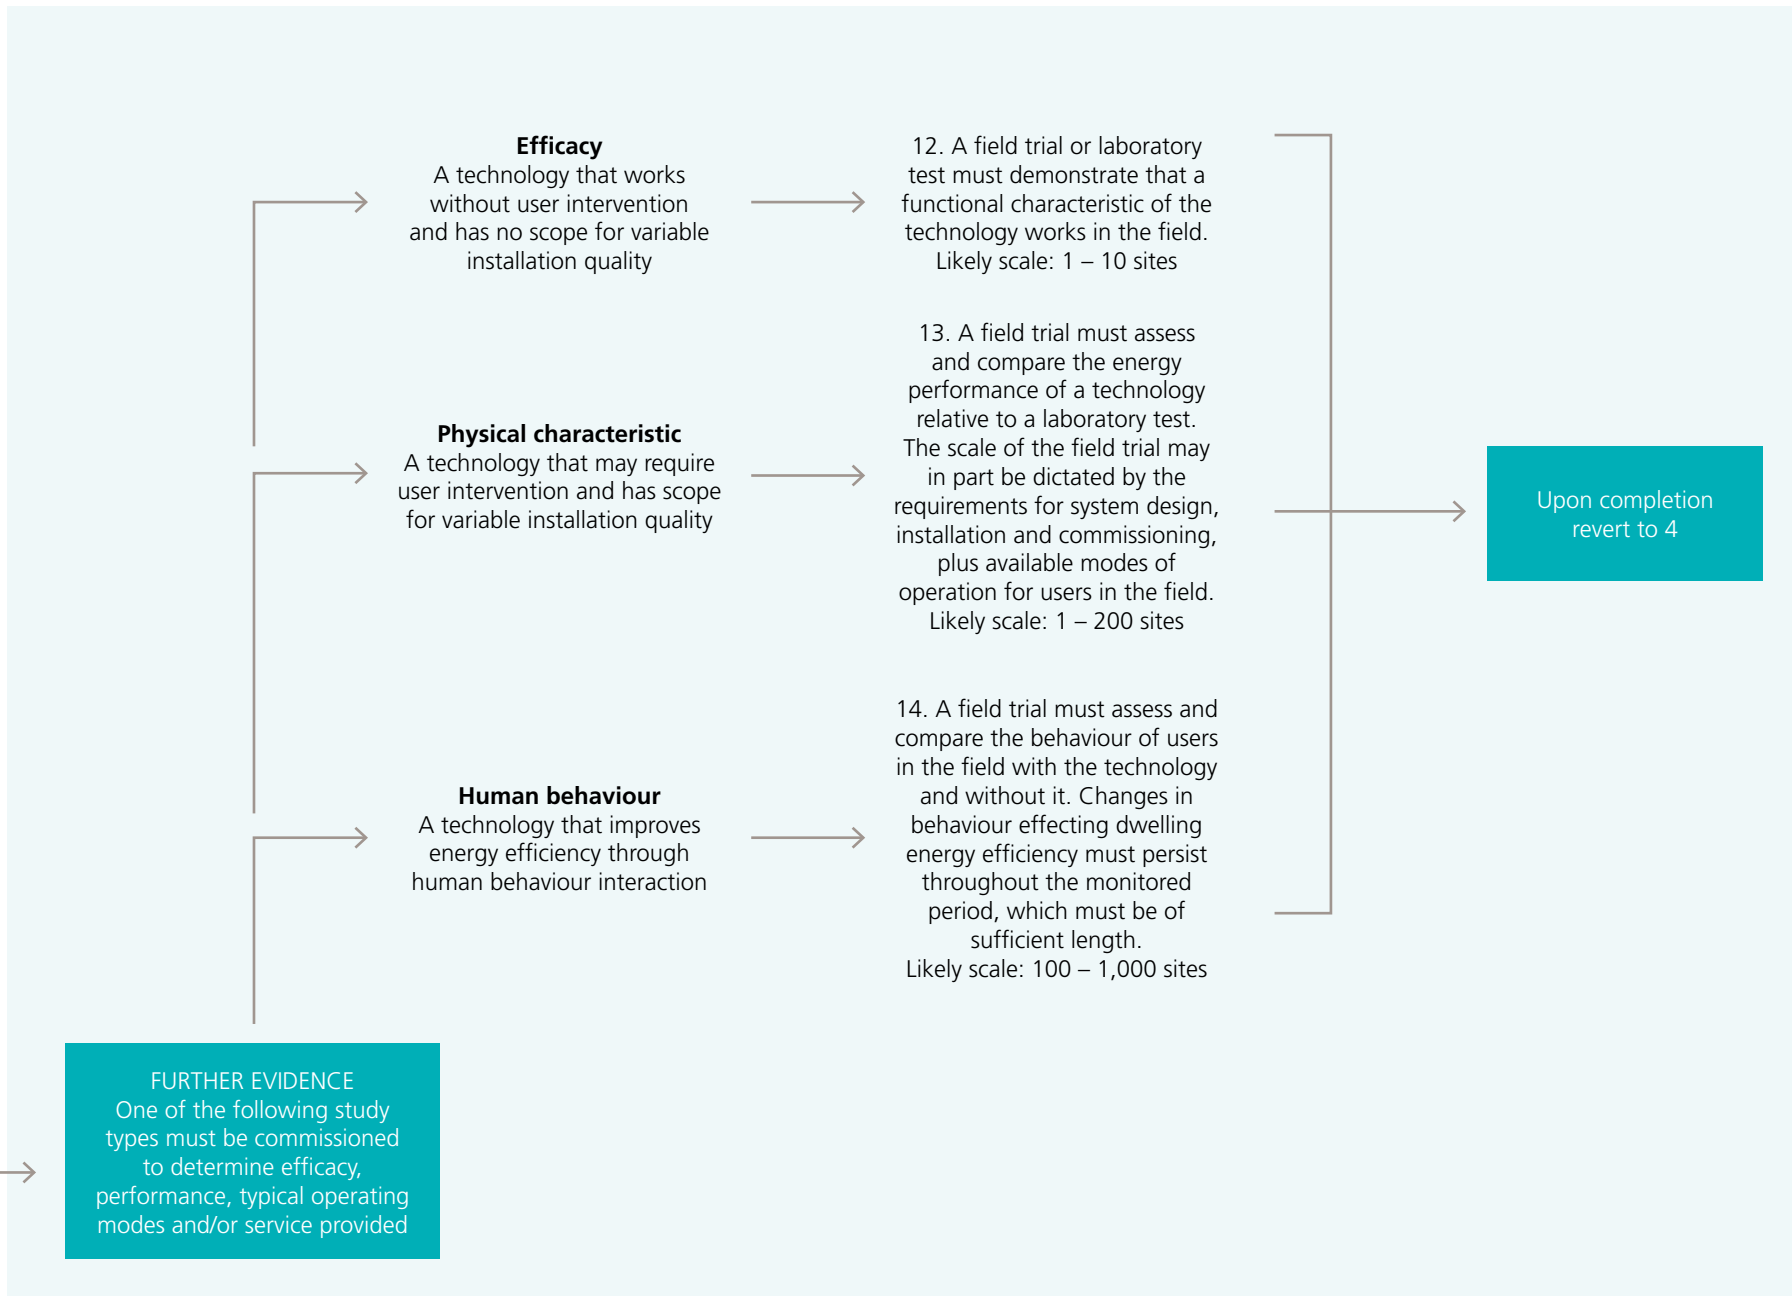 Efficacy
A technology that works
without user intervention
and has no scope for variable
installation quality
12. A field trial or laboratory
test must demonstrate that a
functional characteristic of the
technology works in the field.
Likely scale: 1 – 10 sites
Physical characteristic
A technology that may require
user intervention and has scope
for variable installation quality
13. A field trial must assess
and compare the energy
performance of a technology
relative to a laboratory test.
The scale of the field trial may
in part be dictated by the
requirements for system design,
installation and commissioning,
plus available modes of
operation for users in the field.
Likely scale: 1 – 200 sites
Human behaviour
A technology that improves
energy efficiency through
human behaviour interaction
14. A field trial must assess and
compare the behaviour of users
in the field with the technology
and without it. Changes in
behaviour effecting dwelling
energy efficiency must persist
throughout the monitored
period, which must be of
sufficient length.
Likely scale: 100 – 1,000 sites
Upon completion
revert to 4
FURTHER EVIDENCE
One of the following study
types must be commissioned
to determine efficacy,
performance, typical operating
modes and/or service provided